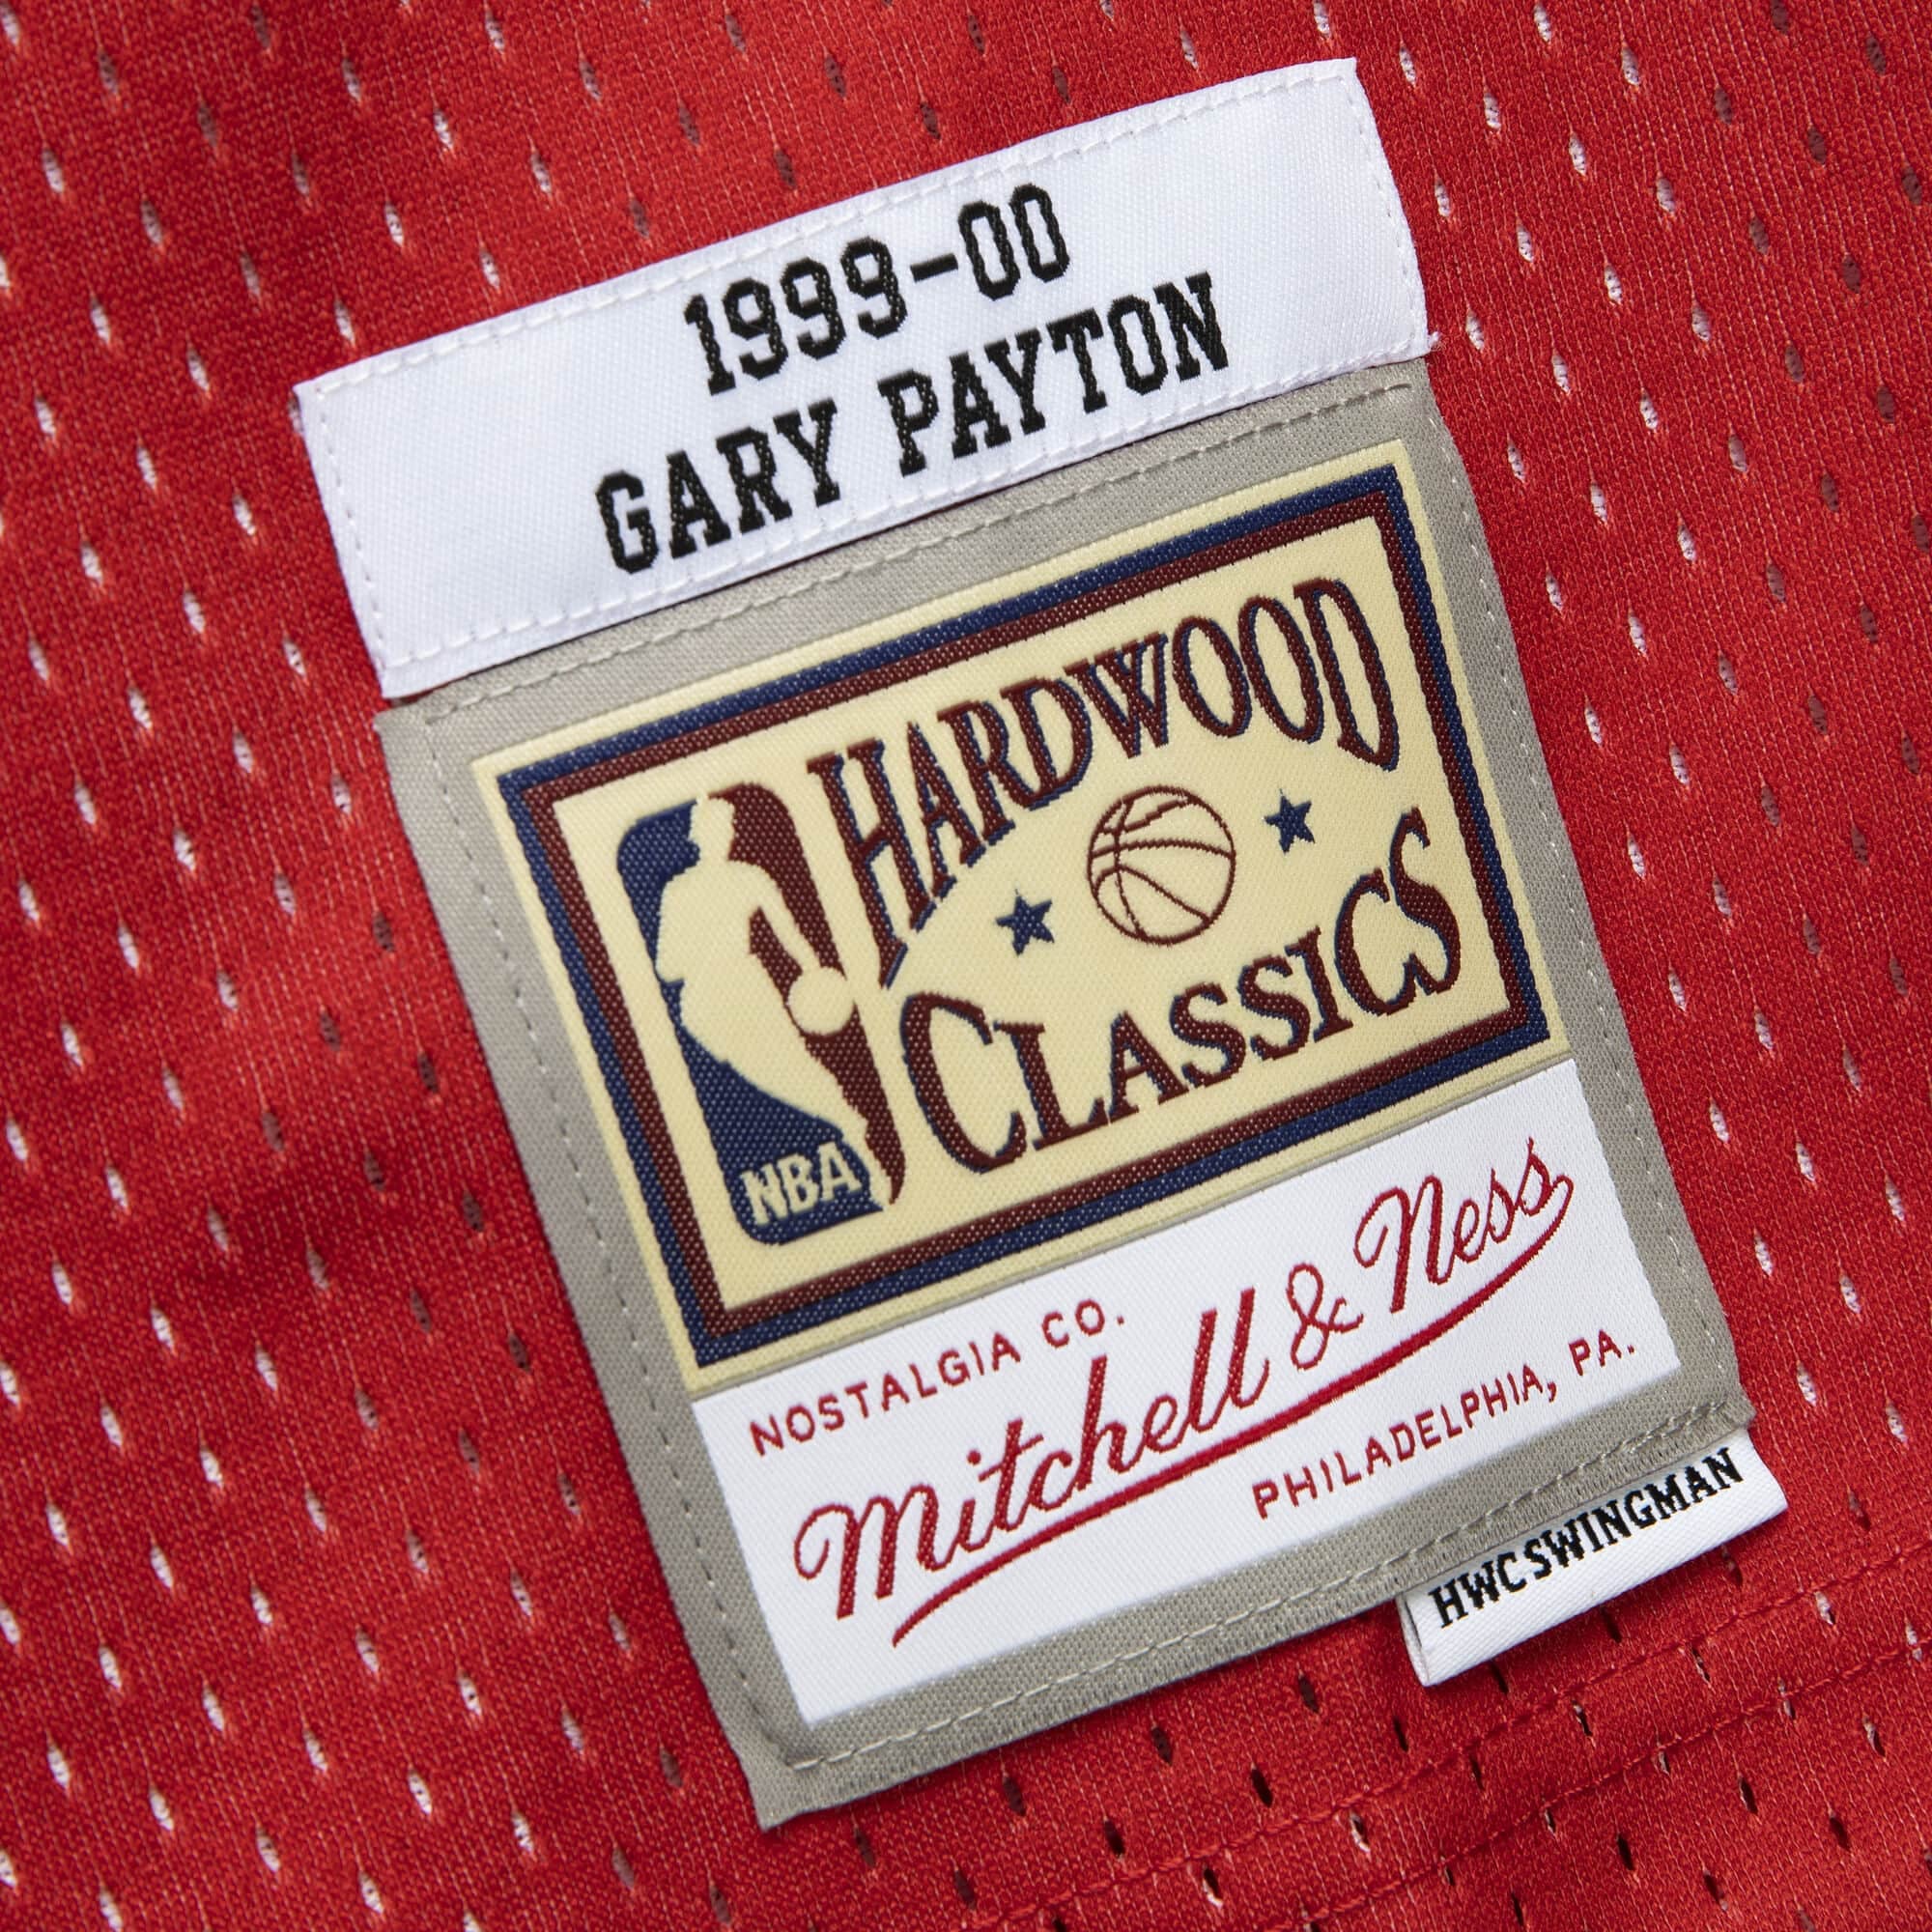 1999-00
GARY PAYTON
HARDWOOD
CLASSICS
NBA
NOSTALGIA CO.
Mitchell & Ness
PHILADELPHIA, PA.
HWC SWINGMAN